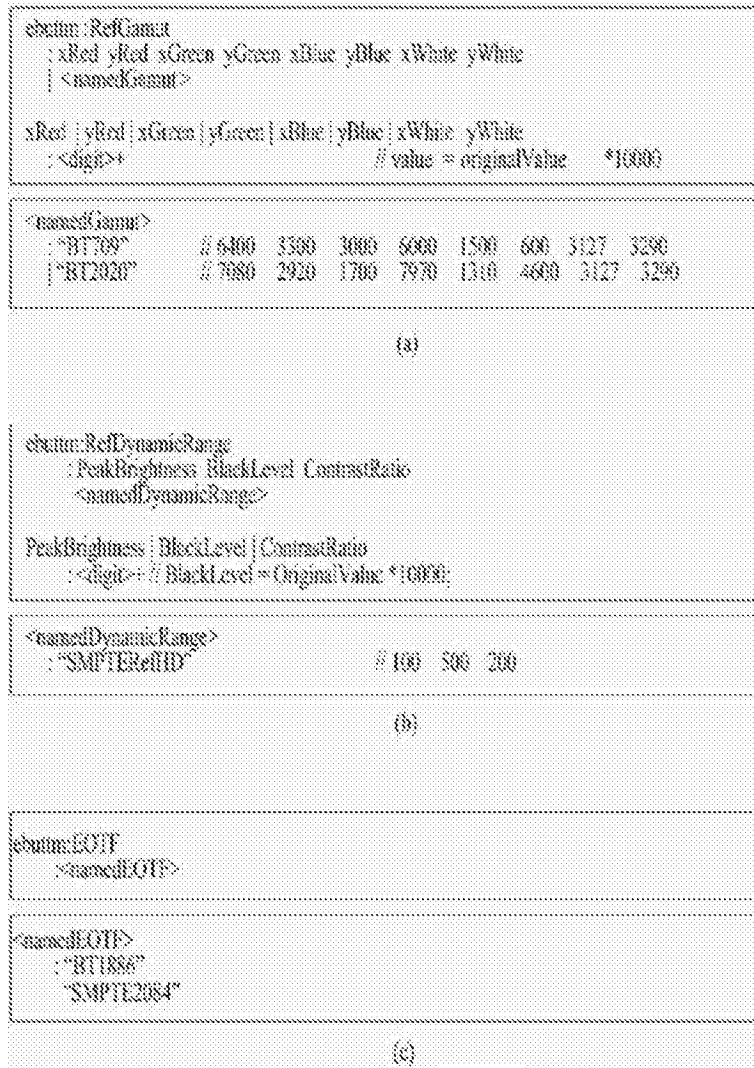 ebuttm:RefGamut
: xRed yRed xGreen yGreen xBlue yBlue xWhite yWhite
| <namedGamut>
xRed | yRed | xGreen | yGreen | xBlue | yBlue | xWhite yWhite
: <digit>+ // value = originalValue *10000
<namedGamut>
: “BT709” // 6400 3300 3000 6000 1500 600 3127 3290
| “BT2020” // 7080 2920 1700 7970 1310 4600 3127 3290
(a)
ebuttm:RefDynamicRange
: PeakBrightness BlackLevel ContrastRatio
<namedDynamicRange>
PeakBrightness | BlackLevel | ContrastRatio
: <digit>+ // BlackLevel = OriginalValue *10000;
<namedDynamicRange>
: “SMPTERefHD” // 100 500 200
(b)
ebuttm:EOTF
:<namedEOTF>
<namedEOTF>
: “BT1886”
“SMPTE2084”
(c)